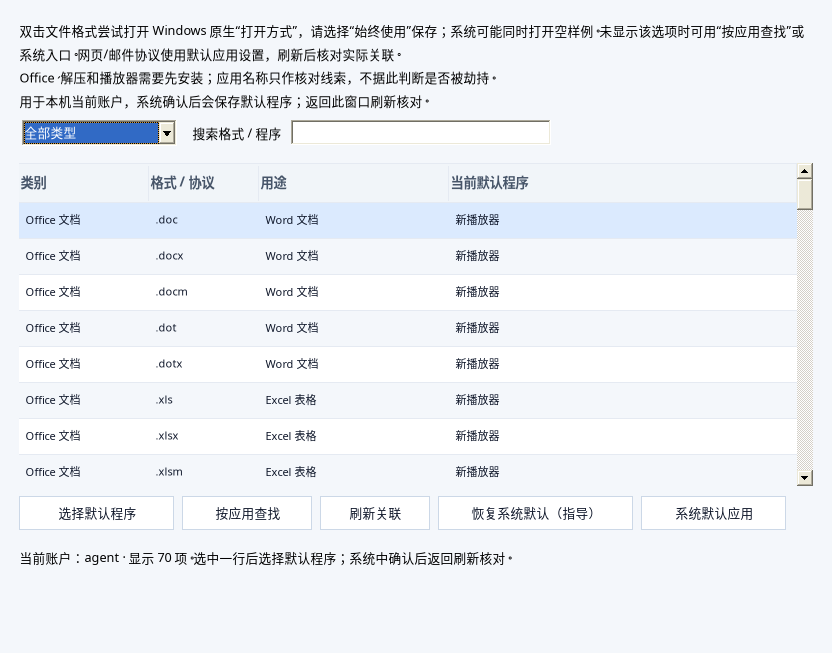 双击文件格式尝试打开 Windows 原生“打开方式”，请选择“始终使用”保存；系统可能同时打开空样例。未显示该选项时可用“按应用查找”或
系统入口。网页/邮件协议使用默认应用设置，刷新后核对实际关联。
Office、解压和播放器需要先安装；应用名称只作核对线索，不据此判断是否被劫持。
用于本机当前账户，系统确认后会保存默认程序；返回此窗口刷新核对。
全部类型 搜索格式 / 程序
类别 格式 / 协议 用途 当前默认程序
Office 文档 .doc Word 文档 新播放器
Office 文档 .docx Word 文档 新播放器
Office 文档 .docm Word 文档 新播放器
Office 文档 .dot Word 文档 新播放器
Office 文档 .dotx Word 文档 新播放器
Office 文档 .xls Excel 表格 新播放器
Office 文档 .xlsx Excel 表格 新播放器
Office 文档 .xlsm Excel 表格 新播放器
选择默认程序 按应用查找 刷新关联 恢复系统默认（指导） 系统默认应用
当前账户：agent · 显示 70 项。选中一行后选择默认程序；系统中确认后返回刷新核对。